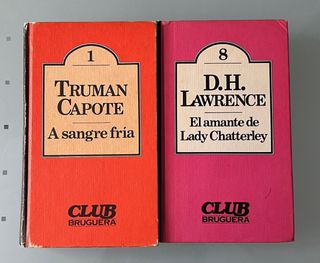 1
TRUMAN
CAPOTE
A sangre fría
CLUB
BRUGUERA
8
D.H.
LAWRENCE
El amante de
Lady Chatterley
CLUB
BRUGUERA